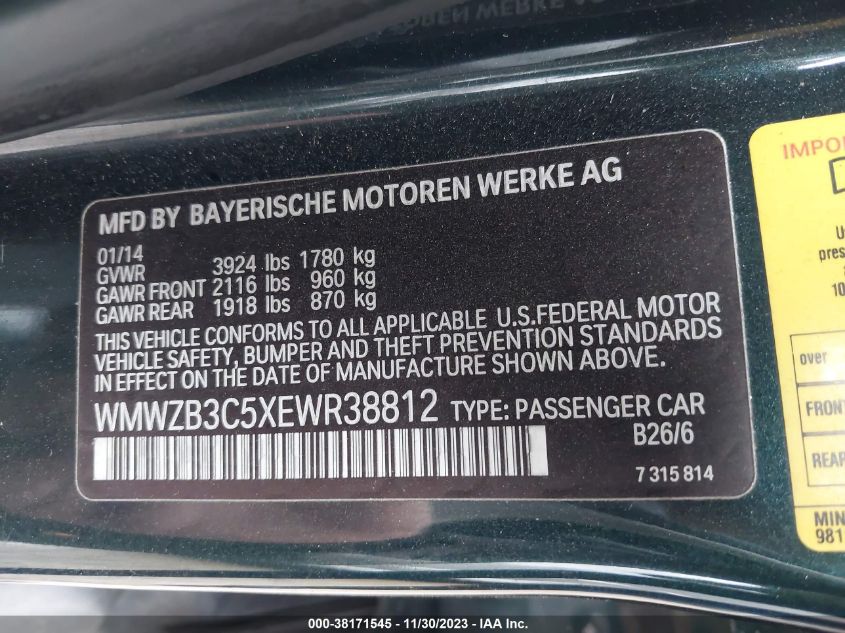 MFD BY BAYERISCHE MOTOREN WERKE AG
01/14
GVWR 3924 lbs 1780 kg
GAWR FRONT 2116 lbs 960 kg
GAWR REAR 1918 lbs 870 kg
THIS VEHICLE CONFORMS TO ALL APPLICABLE U.S.FEDERAL MOTOR
VEHICLE SAFETY, BUMPER AND THEFT PREVENTION STANDARDS
IN EFFECT ON THE DATE OF MANUFACTURE SHOWN ABOVE.
WMWZB3C5XEWR38812 TYPE: PASSENGER CAR
B26/6
7 315 814
over
FRON
REAR
MIN
981
000-38171545 - 11/30/2023 - IAA Inc.